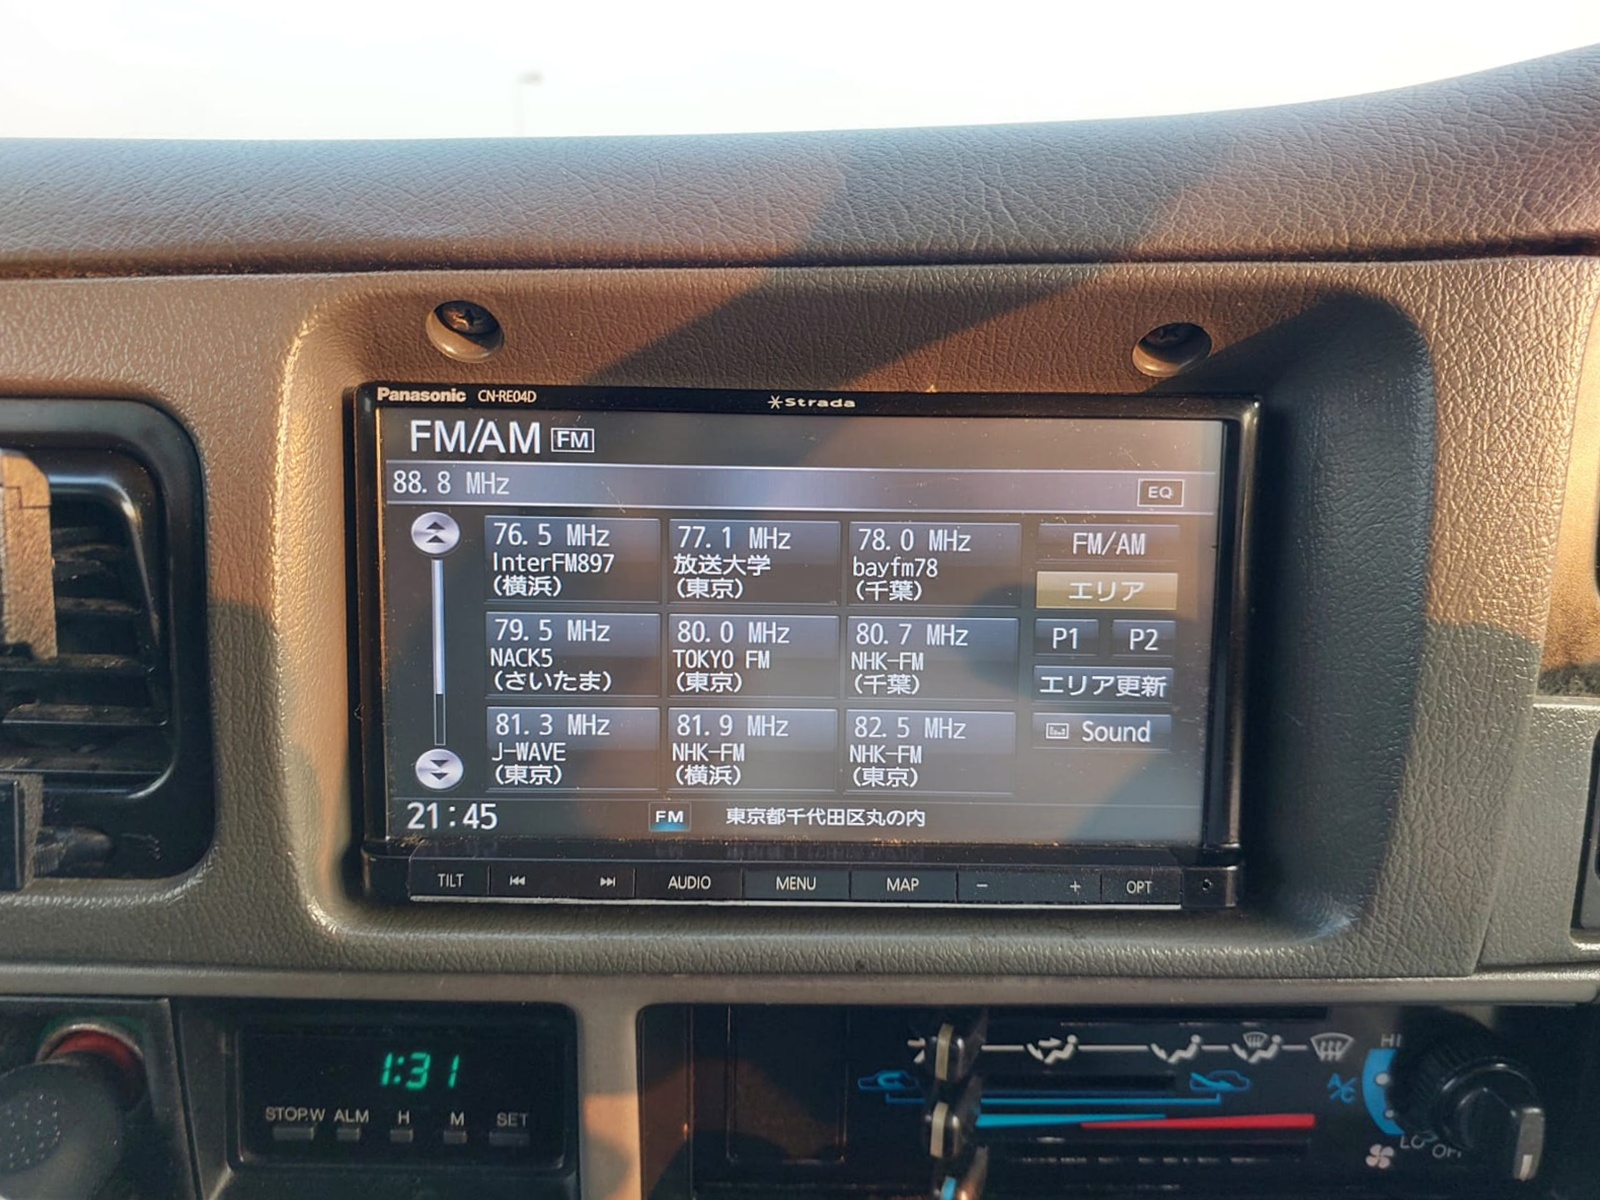 Panasonic CN-RE04D Strada
FM/AM FM
88.8 MHz EQ
76.5 MHz
InterFM897
(横浜)
77.1 MHz
放送大学
(東京)
78.0 MHz
bayfm78
(千葉)
FM/AM
エリア
79.5 MHz
NACK5
(さいたま)
80.0 MHz
TOKYO FM
(東京)
80.7 MHz
NHK-FM
(千葉)
P1 P2
エリア更新
81.3 MHz
J-WAVE
(東京)
81.9 MHz
NHK-FM
(横浜)
82.5 MHz
NHK-FM
(東京)
Sound
21:45 FM 東京都千代田区丸の内
TILT AUDIO MENU MAP − + OPT
1:31
STOP.W ALM H M SET
HI
A/C
LO OFF